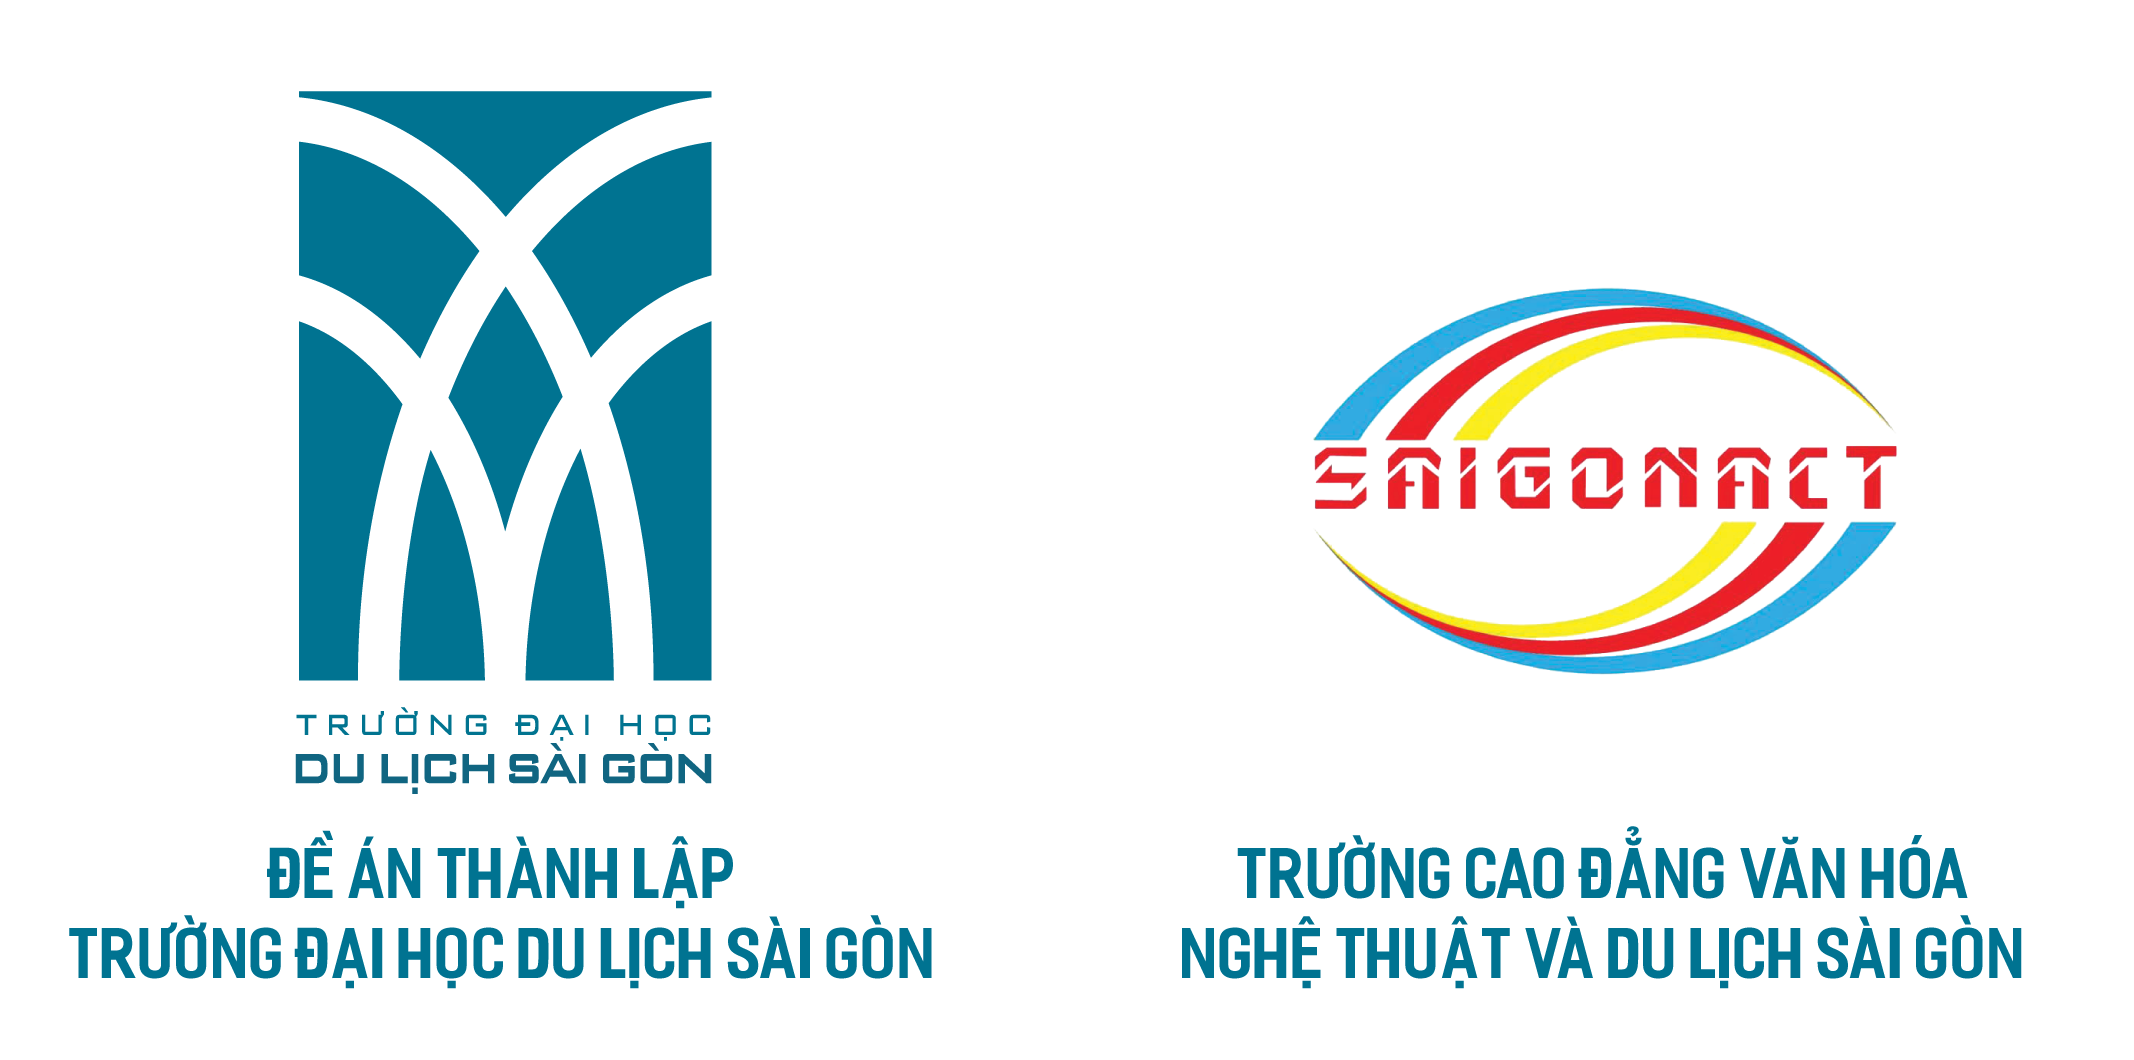 TRƯỜNG ĐẠI HỌC
DU LỊCH SÀI GÒN
ĐỀ ÁN THÀNH LẬP
TRƯỜNG ĐẠI HỌC DU LỊCH SÀI GÒN
SAIGONACT
TRƯỜNG CAO ĐẲNG VĂN HÓA
NGHỆ THUẬT VÀ DU LỊCH SÀI GÒN